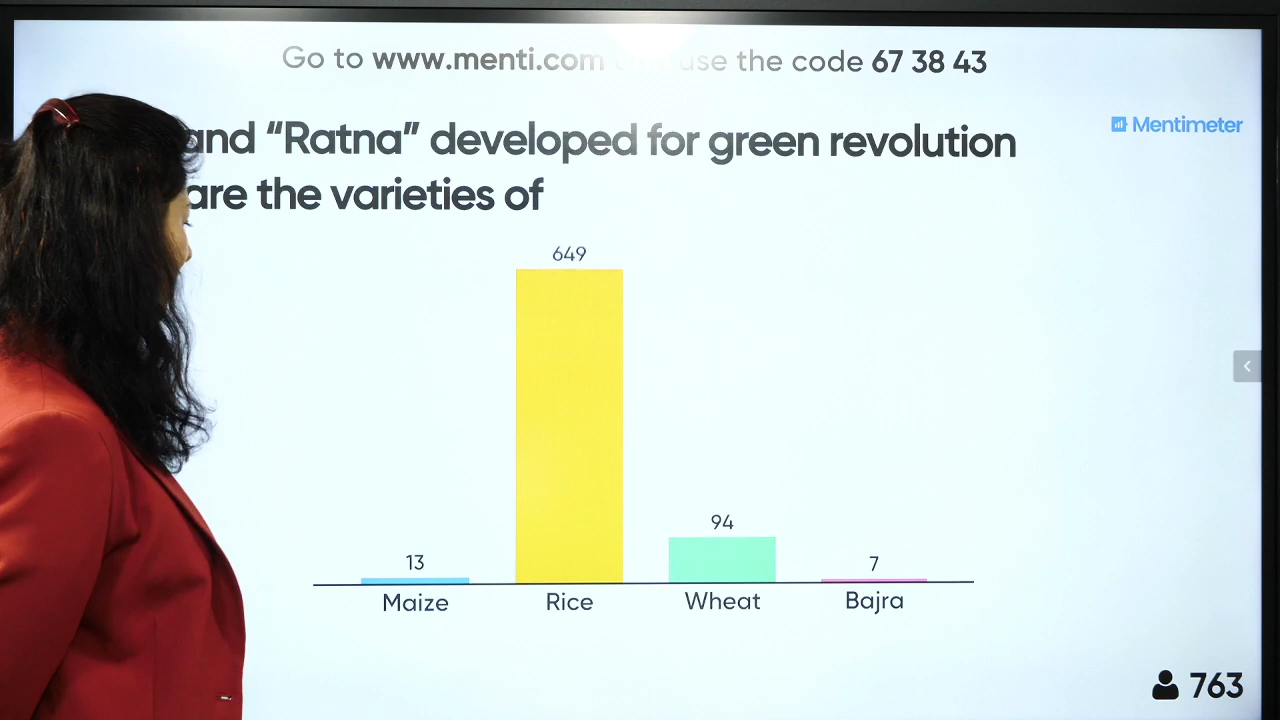 Go to www.menti.com use the code 67 38 43
and “Ratna” developed for green revolution
Mentimeter
are the varieties of
649
94
13
7
Maize Rice Wheat Bajra
763